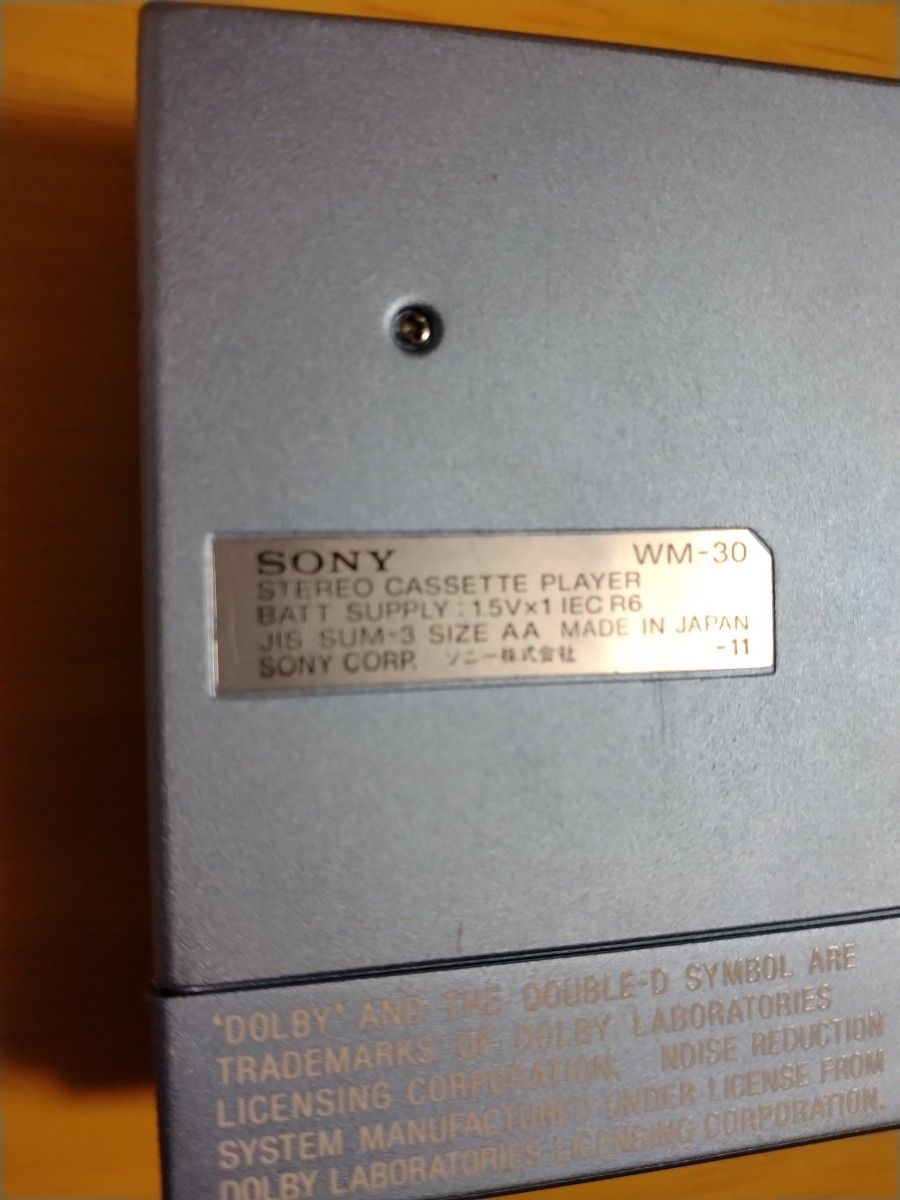 SONY WM-30
STEREO CASSETTE PLAYER
BATT SUPPLY : 1.5V×1 IEC R6
JIS SUM-3 SIZE AA MADE IN JAPAN
SONY CORP. ソニー株式会社 -11
'DOLBY' AND THE DOUBLE-D SYMBOL ARE
TRADEMARKS OF DOLBY LABORATORIES
LICENSING CORPORATION. NOISE REDUCTION
SYSTEM MANUFACTURED UNDER LICENSE FROM
DOLBY LABORATORIES LICENSING CORPORATION.